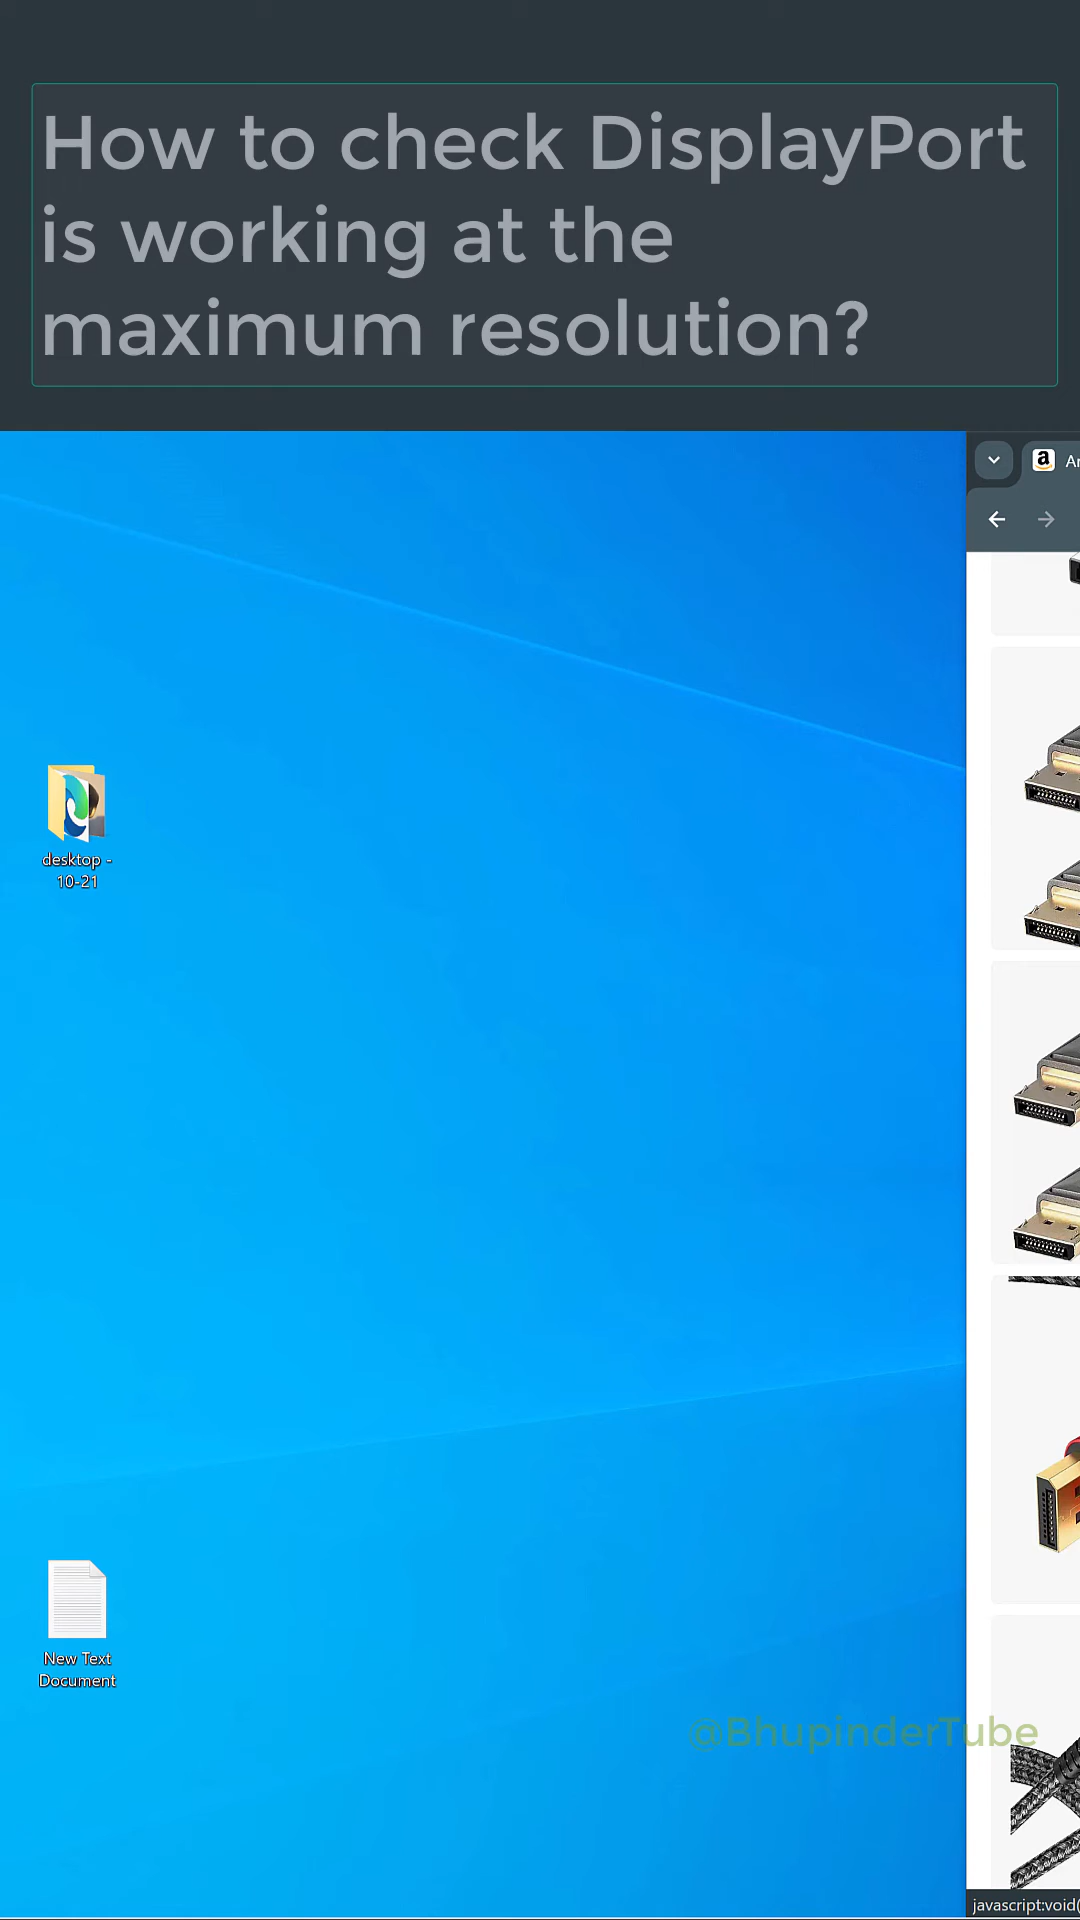 How to check DisplayPort
is working at the
maximum resolution?
desktop -
10-21
New Text
Document
@BhupinderTube
javascript:void(